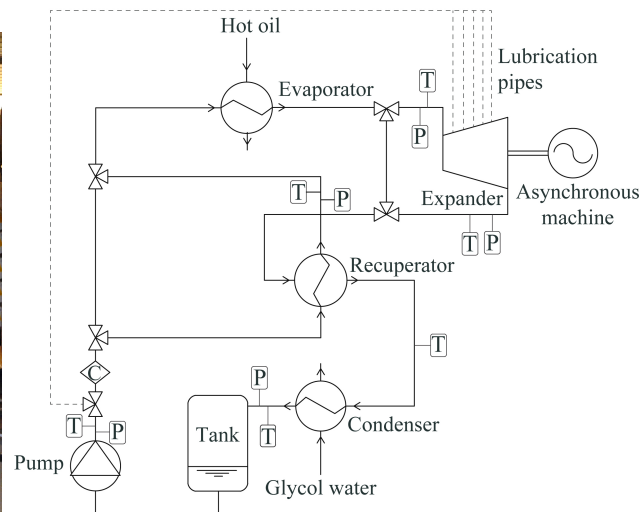 Hot oil
Lubrication
pipes
Evaporator
T
P
T
P
Expander
Asynchronous
machine
T
P
Recuperator
T
C
P
T
Condenser
Tank
T
P
Pump
Glycol water